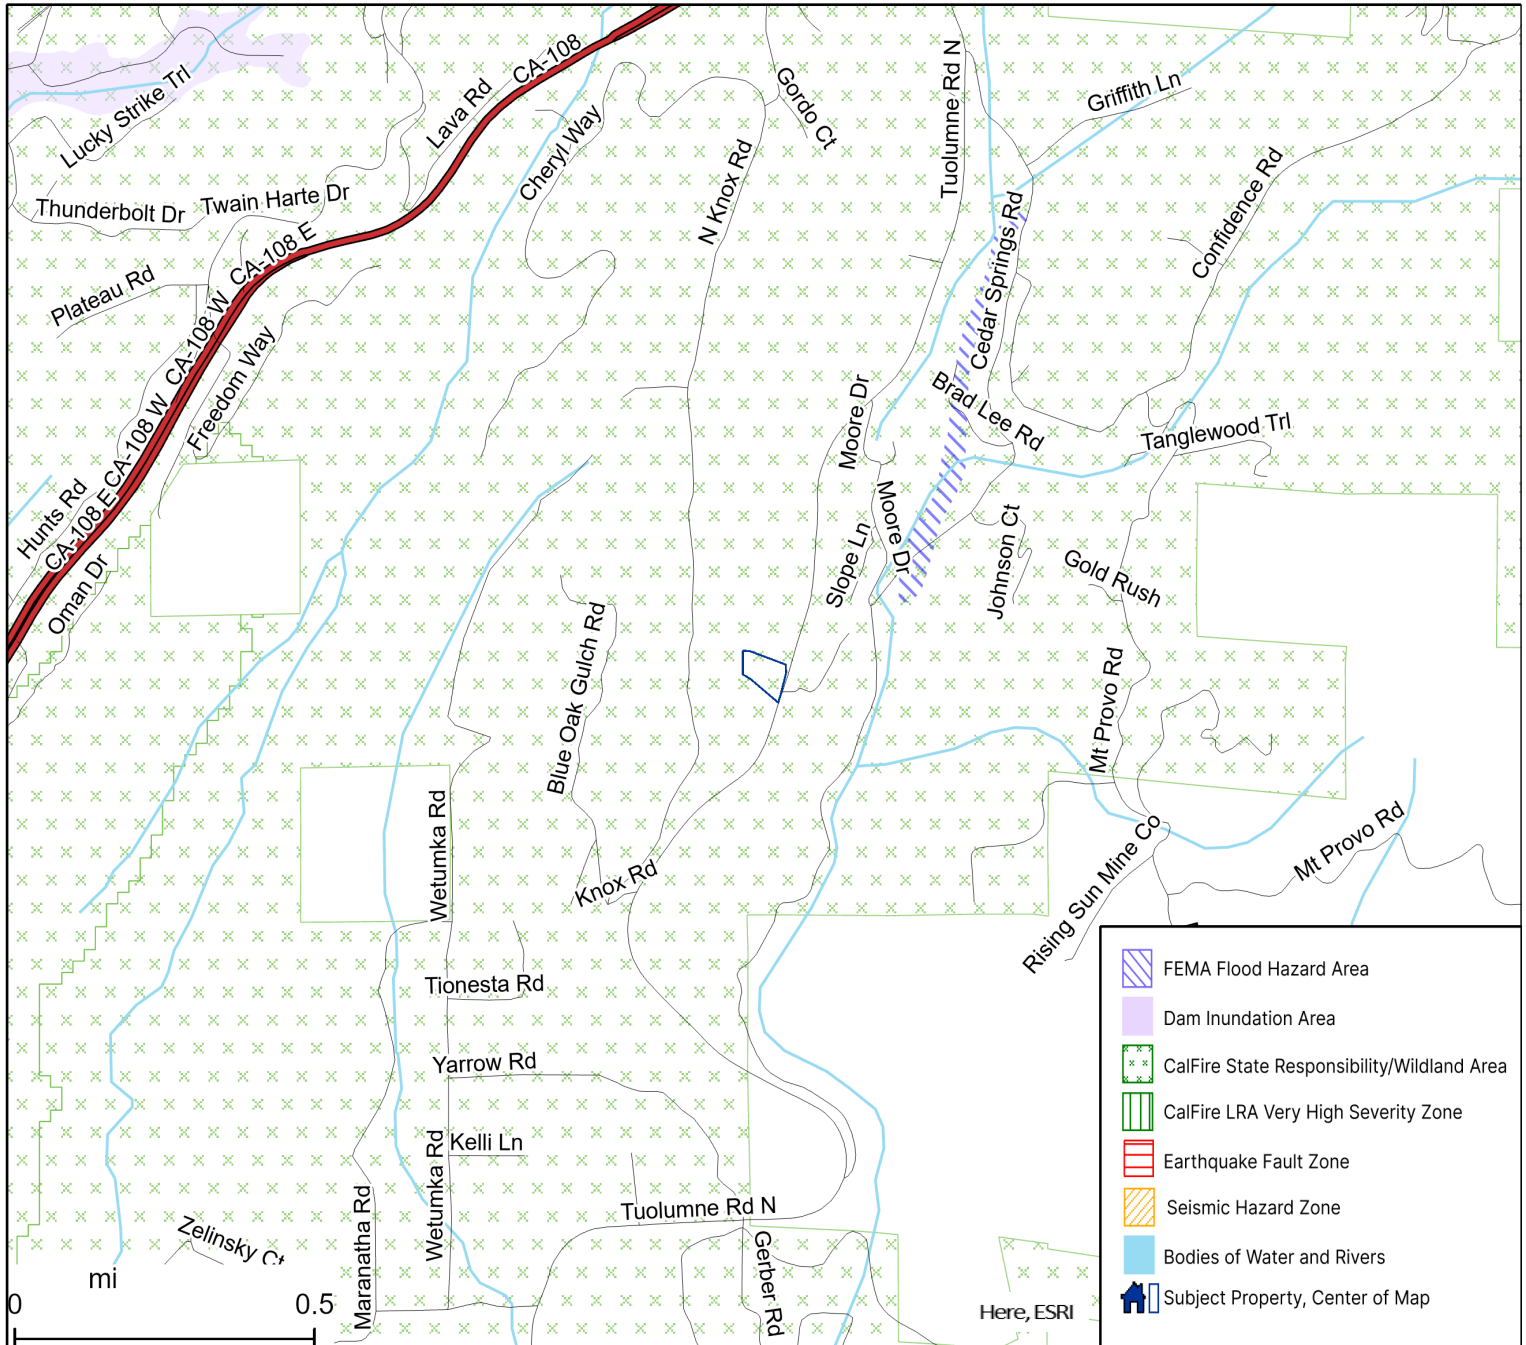 CA-108
Lava Rd
Gordo Ct
Tuolumne Rd N
Griffith Ln
Lucky Strike Trl
Cheryl Way
N Knox Rd
Confidence Rd
Thunderbolt Dr
Twain Harte Dr
CA-108 E
Cedar Springs Rd
Plateau Rd
CA-108 W
Freedom Way
Moore Dr
Brad Lee Rd
Tanglewood Trl
CA-108 W
Hunts Rd
CA-108 E
Moore Dr
Slope Ln
Johnson Ct
Gold Rush
Oman Dr
Blue Oak Gulch Rd
Mt Provo Rd
Wetumka Rd
Knox Rd
Rising Sun Mine Co
Mt Provo Rd
Tionesta Rd
Yarrow Rd
Kelli Ln
Wetumka Rd
Maranatha Rd
Tuolumne Rd N
Gerber Rd
Zelinsky Ct
mi
0 0.5
Here, ESRI
FEMA Flood Hazard Area
Dam Inundation Area
CalFire State Responsibility/Wildland Area
CalFire LRA Very High Severity Zone
Earthquake Fault Zone
Seismic Hazard Zone
Bodies of Water and Rivers
Subject Property, Center of Map